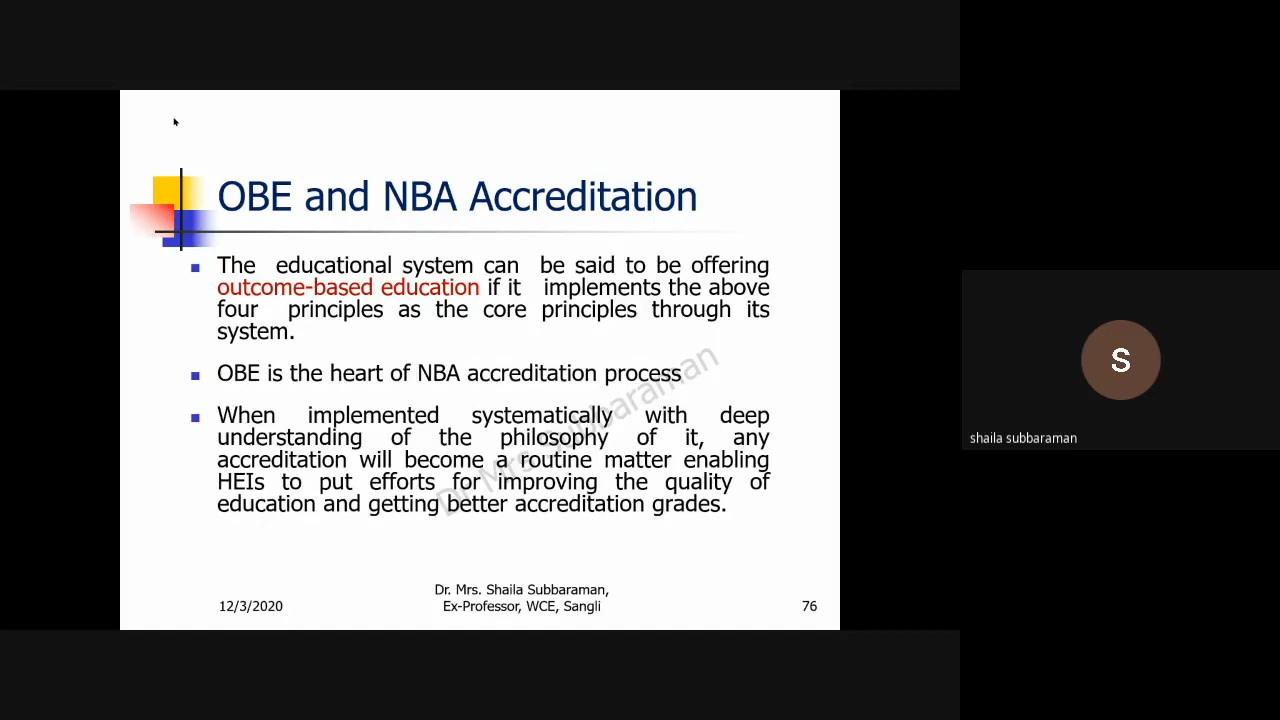 OBE and NBA Accreditation
The educational system can be said to be offering
outcome-based education if it implements the above
four principles as the core principles through its
system.
OBE is the heart of NBA accreditation process
When implemented systematically with deep
understanding of the philosophy of it, any
accreditation will become a routine matter enabling
HEIs to put efforts for improving the quality of
education and getting better accreditation grades.
Dr Mrs Subbaraman
12/3/2020
Dr. Mrs. Shaila Subbaraman,
Ex-Professor, WCE, Sangli
76
S
shaila subbaraman